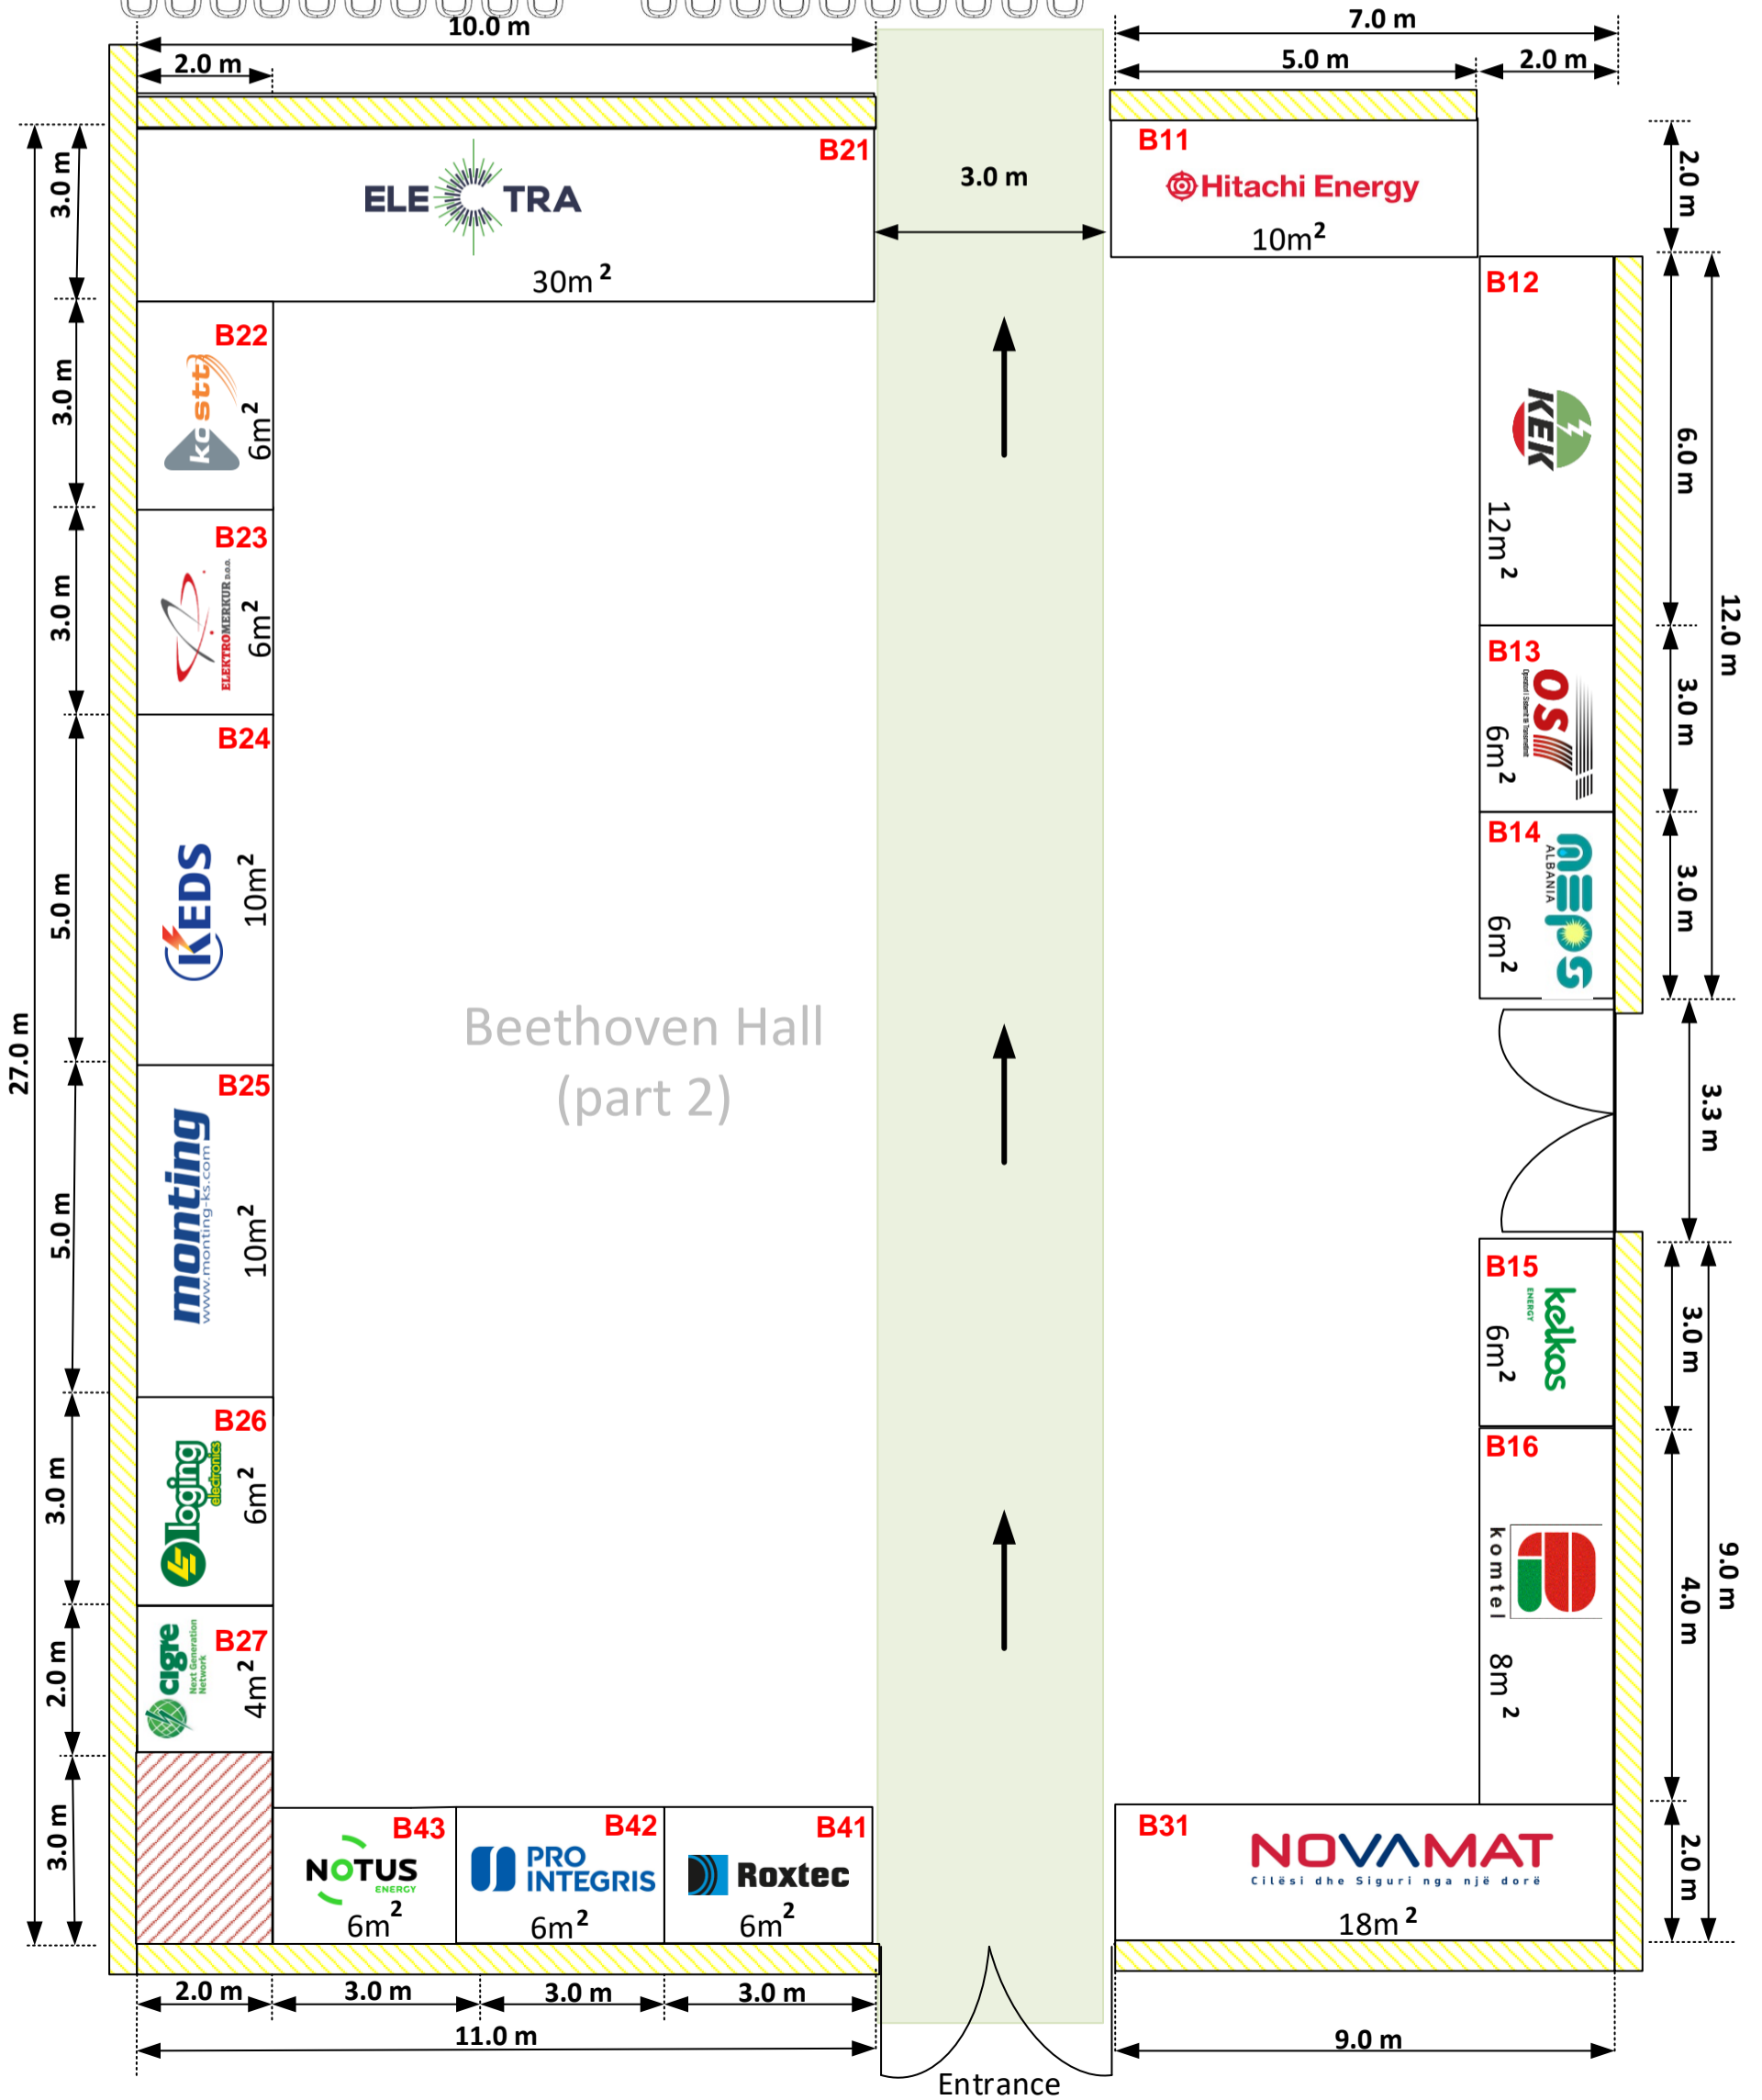 10.0 m
2.0 m
7.0 m
5.0 m
2.0 m
3.0 m
B21
ELECTRA
30m²
3.0 m
B11
Hitachi Energy
10m²
2.0 m
B22
kostt
6m²
3.0 m
B12
KEK
12m²
6.0 m
12.0 m
B23
ELEKTROMERKUR D.O.O.
6m²
3.0 m
B13
OST
Operatori i Sistemit të Transmetimit
6m²
3.0 m
B24
KEDS
10m²
5.0 m
B14
neps
ALBANIA
6m²
3.0 m
27.0 m
Beethoven Hall
(part 2)
3.3 m
B25
monting
www.monting-ks.com
10m²
5.0 m
B15
kelkos
ENERGY
6m²
3.0 m
B26
loging
electronics
6m²
3.0 m
B16
komtel
8m²
4.0 m
9.0 m
B27
cigre
Next Generation
Network
4m²
2.0 m
3.0 m
B43
NOTUS
ENERGY
6m²
B42
PRO
INTEGRIS
6m²
B41
Roxtec
6m²
B31
NOVAMAT
Cilësi dhe Siguri nga një dorë
18m²
2.0 m
2.0 m
3.0 m
3.0 m
3.0 m
11.0 m
9.0 m
Entrance